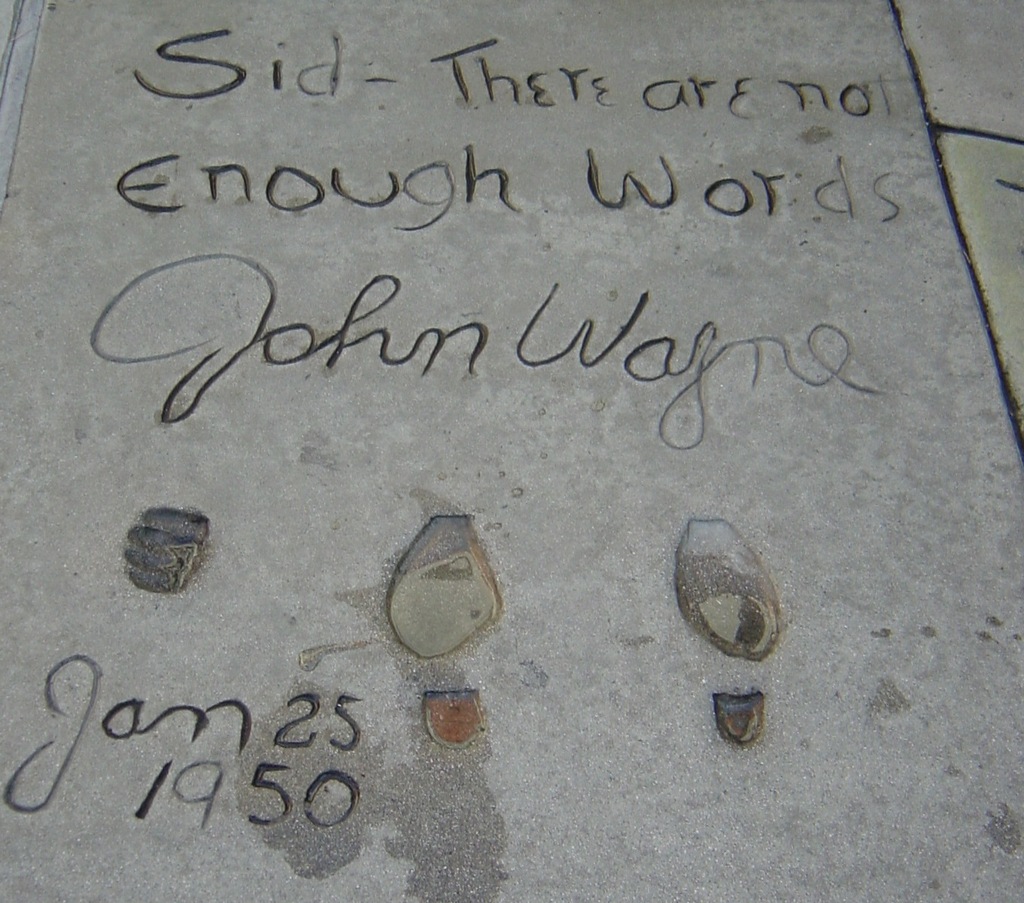 Sid - There are not
Enough Words
John Wayne
Jan 25
1950